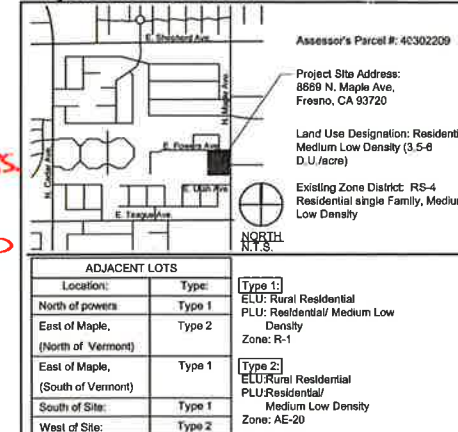 E. Shepherd Ave.
Assessor's Parcel #: 40302209
Project Site Address:
8669 N. Maple Ave,
Fresno, CA 93720
N. Maple Ave.
Land Use Designation: Residenti
Medium Low Density (3.5-6
D.U./acre)
E. Powers Ave.
S.
N. Cedar Ave.
E. Utah Ave.
Existing Zone District: RS-4
Residential single Family, Medium
Low Density
E. Teague Ave.
NORTH
N.T.S.
ADJACENT LOTS
Location: Type:
North of powers Type 1
East of Maple, Type 2
(North of Vermont)
East of Maple, Type 1
(South of Vermont)
South of Site: Type 1
West of Site: Type 2
Type 1:
ELU: Rural Residential
PLU: Residential/ Medium Low
Density
Zone: R-1
Type 2:
ELU:Rural Residential
PLU:Residential/
Medium Low Density
Zone: AE-20